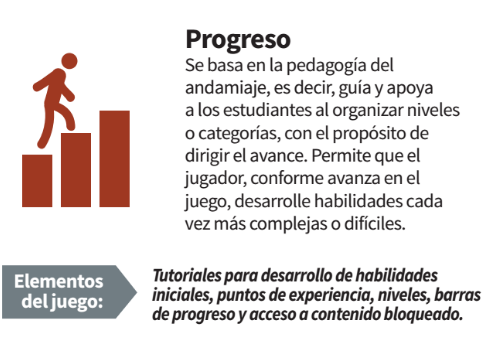 Progreso
Se basa en la pedagogía del
andamiaje, es decir, guía y apoya
a los estudiantes al organizar niveles
o categorías, con el propósito de
dirigir el avance. Permite que el
jugador, conforme avanza en el
juego, desarrolle habilidades cada
vez más complejas o difíciles.
Elementos
del juego:
Tutoriales para desarrollo de habilidades
iniciales, puntos de experiencia, niveles, barras
de progreso y acceso a contenido bloqueado.